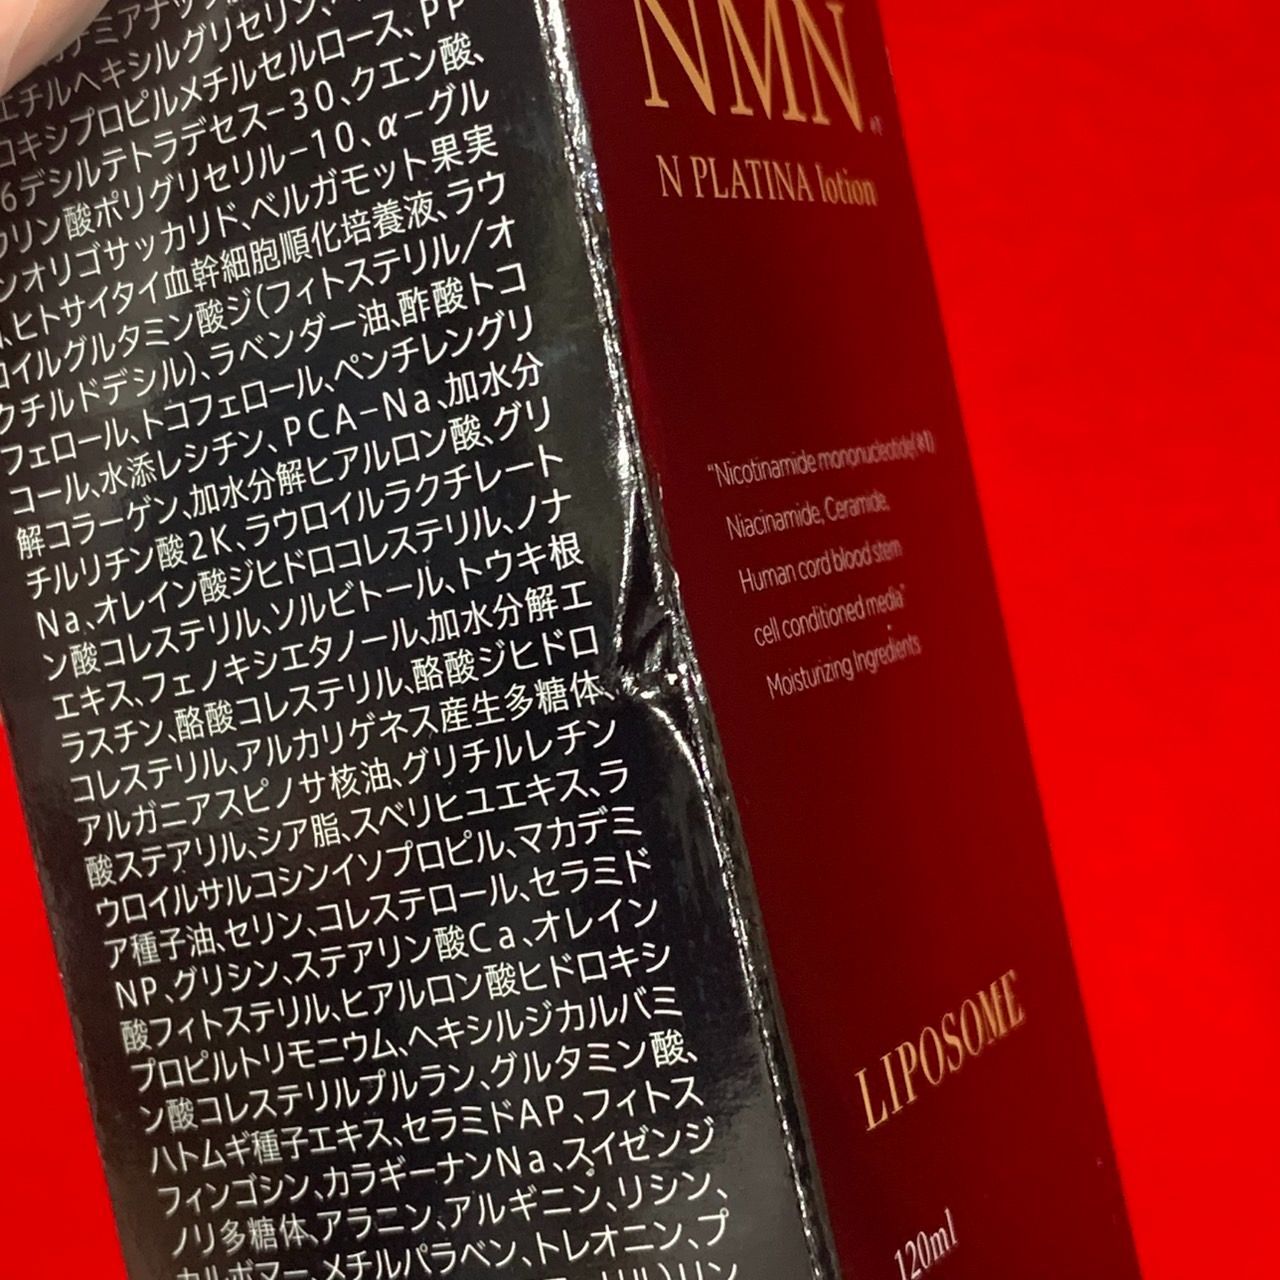 エチルヘキシルグリセリン、
ロキシプロピルメチルセルロース、PP
6デシルテトラデセス−30、クエン酸、
ウリン酸ポリグリセリル−10、α−グル
ンオリゴサッカリド、ベルガモット果実
、ヒトサイタイ血幹細胞順化培養液、ラウ
ロイルグルタミン酸ジ(フィトステリル／オ
クチルドデシル)、ラベンダー油、酢酸トコ
フェロール、トコフェロール、ペンチレングリ
コール、水添レシチン、PCA−Na、加水分
解コラーゲン、加水分解ヒアルロン酸、グリ
チルリチン酸2K、ラウロイルラクチレート
Na、オレイン酸ジヒドロコレステリル、ノナ
ン酸コレステリル、ソルビトール、トウキ根
エキス、フェノキシエタノール、加水分解エ
ラスチン、酪酸コレステリル、酪酸ジヒドロ
コレステリル、アルカリゲネス産生多糖体、
アルガニアスピノサ核油、グリチルレチン
酸ステアリル、シア脂、スベリヒユエキス、ラ
ウロイルサルコシンイソプロピル、マカデミ
ア種子油、セリン、コレステロール、セラミド
NP、グリシン、ステアリン酸Ca、オレイン
酸フィトステリル、ヒアルロン酸ヒドロキシ
プロピルトリモニウム、ヘキシルジカルバミ
ン酸コレステリルプルラン、グルタミン酸、
ハトムギ種子エキス、セラミドAP、フィトス
フィンゴシン、カラギーナンNa、スイゼンジ
ノリ多糖体、アラニン、アルギニン、リシン、
カルボマー、メチルパラベン、トレオニン、プ
NMN
N PLATINA lotion
"Nicotinamide mononucleotide(※1)
Niacinamide, Ceramide,
Human cord blood stem
cell conditioned media"
Moisturizing Ingredients
LIPOSOME
120ml